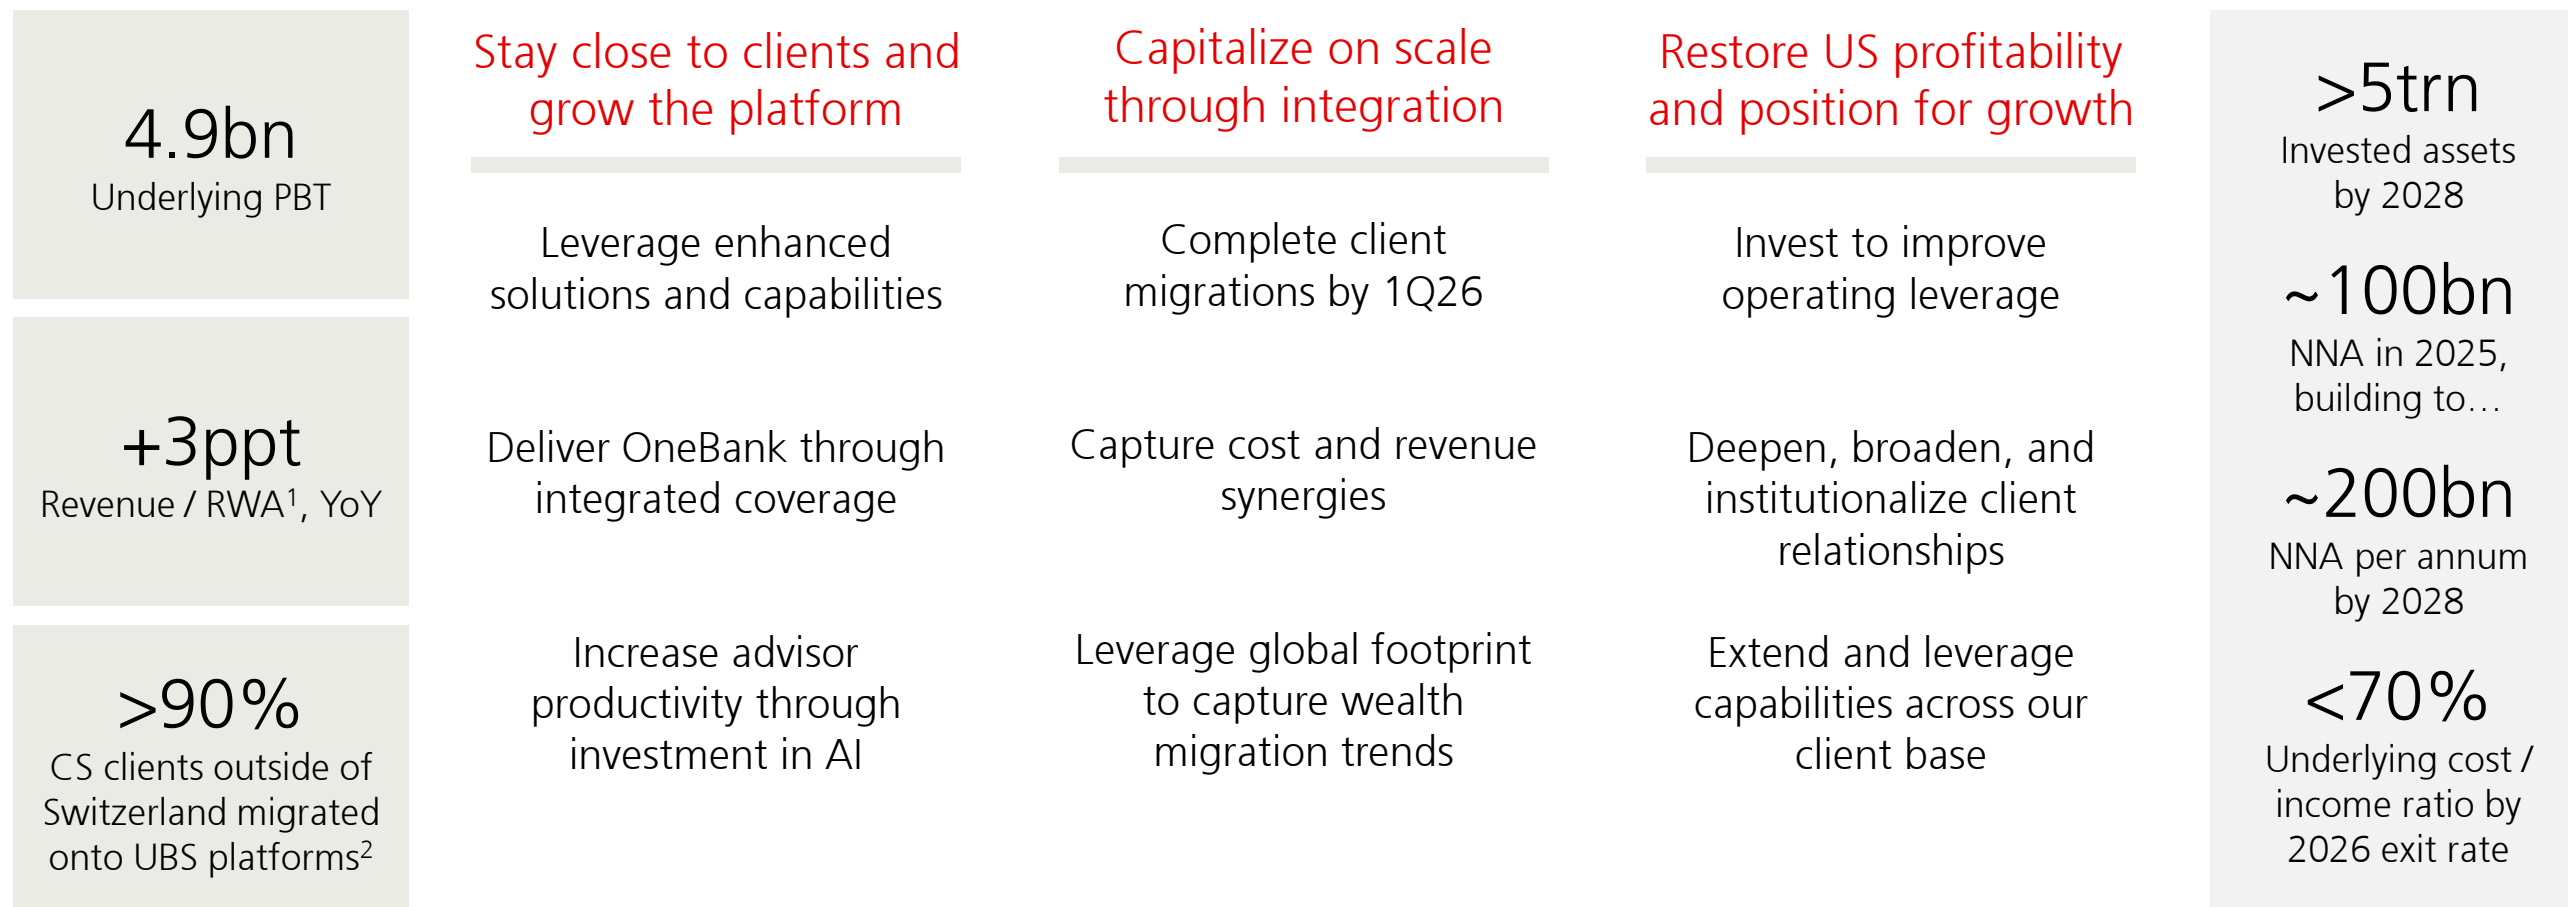 4.9bn
Underlying PBT
+3ppt
Revenue / RWA¹, YoY
>90%
CS clients outside of
Switzerland migrated
onto UBS platforms²
Stay close to clients and
grow the platform
Leverage enhanced
solutions and capabilities
Deliver OneBank through
integrated coverage
Increase advisor
productivity through
investment in AI
Capitalize on scale
through integration
Complete client
migrations by 1Q26
Capture cost and revenue
synergies
Leverage global footprint
to capture wealth
migration trends
Restore US profitability
and position for growth
Invest to improve
operating leverage
Deepen, broaden, and
institutionalize client
relationships
Extend and leverage
capabilities across our
client base
>5trn
Invested assets
by 2028
~100bn
NNA in 2025,
building to…
~200bn
NNA per annum
by 2028
<70%
Underlying cost /
income ratio by
2026 exit rate